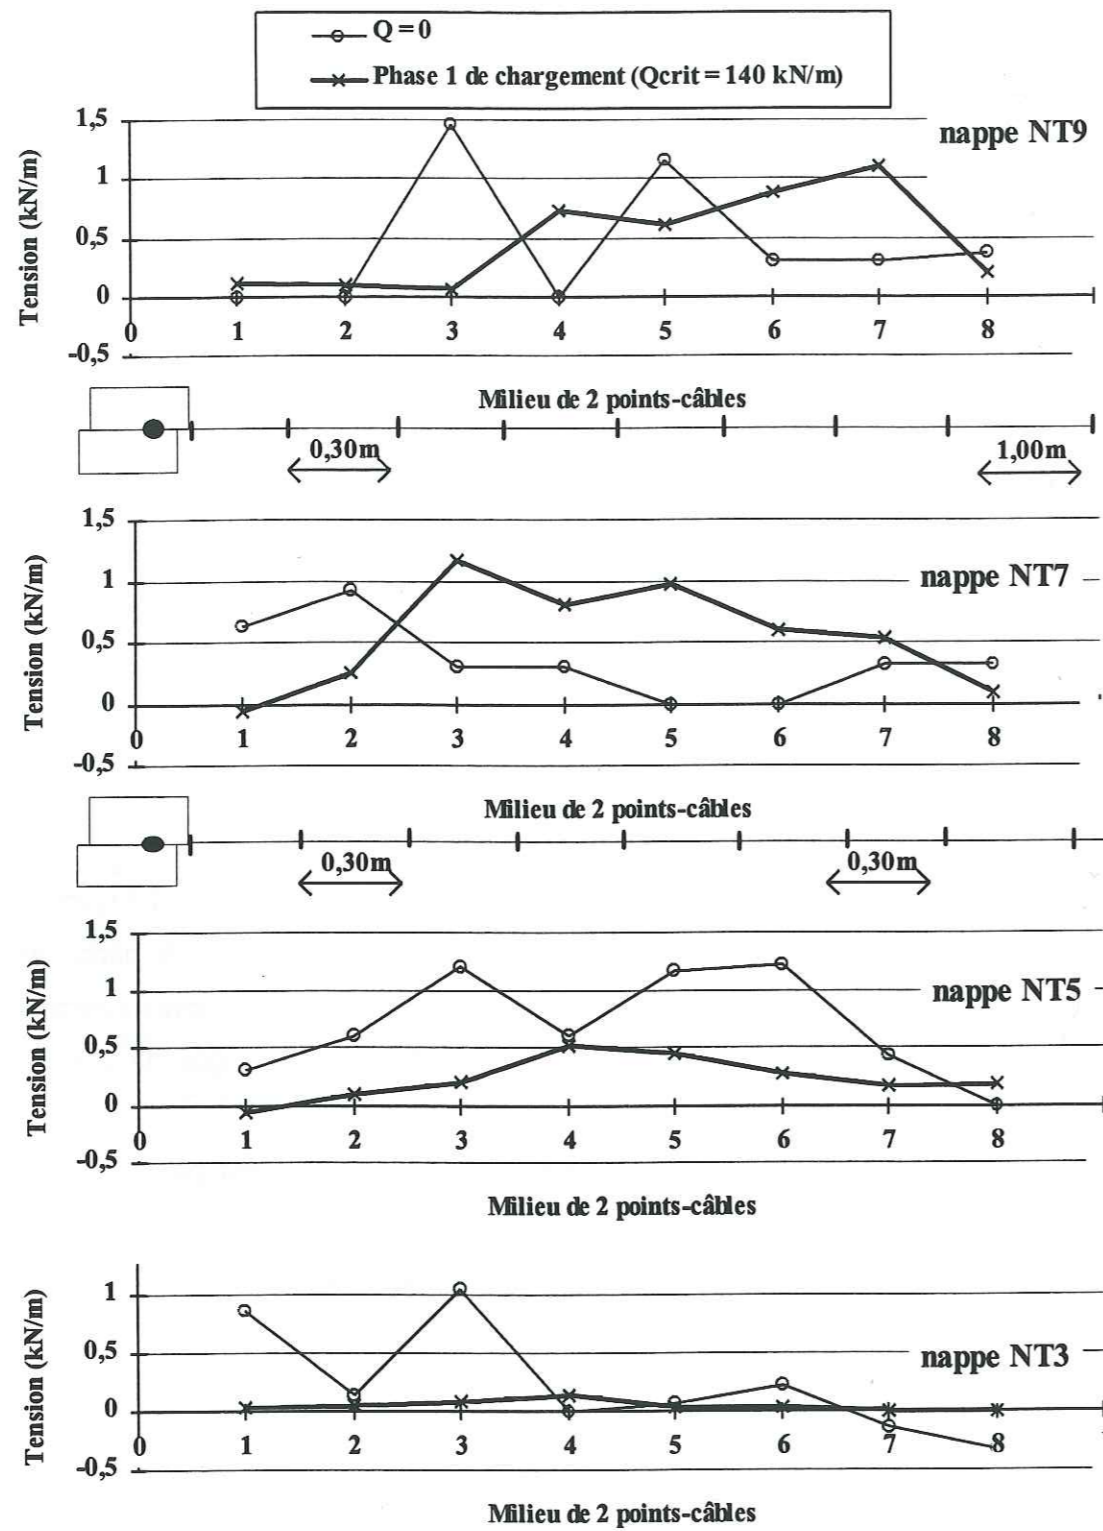 Q = 0
Phase 1 de chargement (Qcrit = 140 kN/m)
nappe NT9
Tension (kN/m)
1,5
1
0,5
0
-0,5
0 1 2 3 4 5 6 7 8
Milieu de 2 points-câbles
0,30m 1,00m
nappe NT7
Tension (kN/m)
1,5
1
0,5
0
-0,5
0 1 2 3 4 5 6 7 8
Milieu de 2 points-câbles
0,30m 0,30m
nappe NT5
Tension (kN/m)
1,5
1
0,5
0
-0,5
0 1 2 3 4 5 6 7 8
Milieu de 2 points-câbles
nappe NT3
Tension (kN/m)
1
0,5
0
-0,5
0 1 2 3 4 5 6 7 8
Milieu de 2 points-câbles